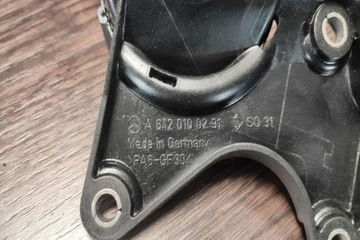 A 642 010 02 91 SO 31
Made in Germany
>PA6-GF30<